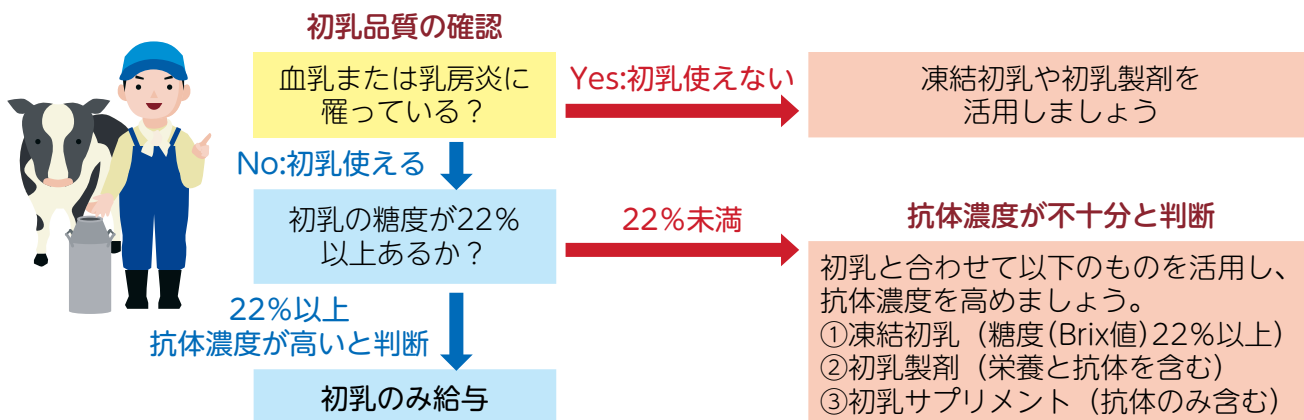 初乳品質の確認
血乳または乳房炎に
罹っている？
Yes:初乳使えない
凍結初乳や初乳製剤を
活用しましょう
No:初乳使える
初乳の糖度が22%
以上あるか？
22%未満
抗体濃度が不十分と判断
初乳と合わせて以下のものを活用し、
抗体濃度を高めましょう。
①凍結初乳（糖度(Brix値)22%以上）
②初乳製剤（栄養と抗体を含む）
③初乳サプリメント（抗体のみ含む）
22%以上
抗体濃度が高いと判断
初乳のみ給与